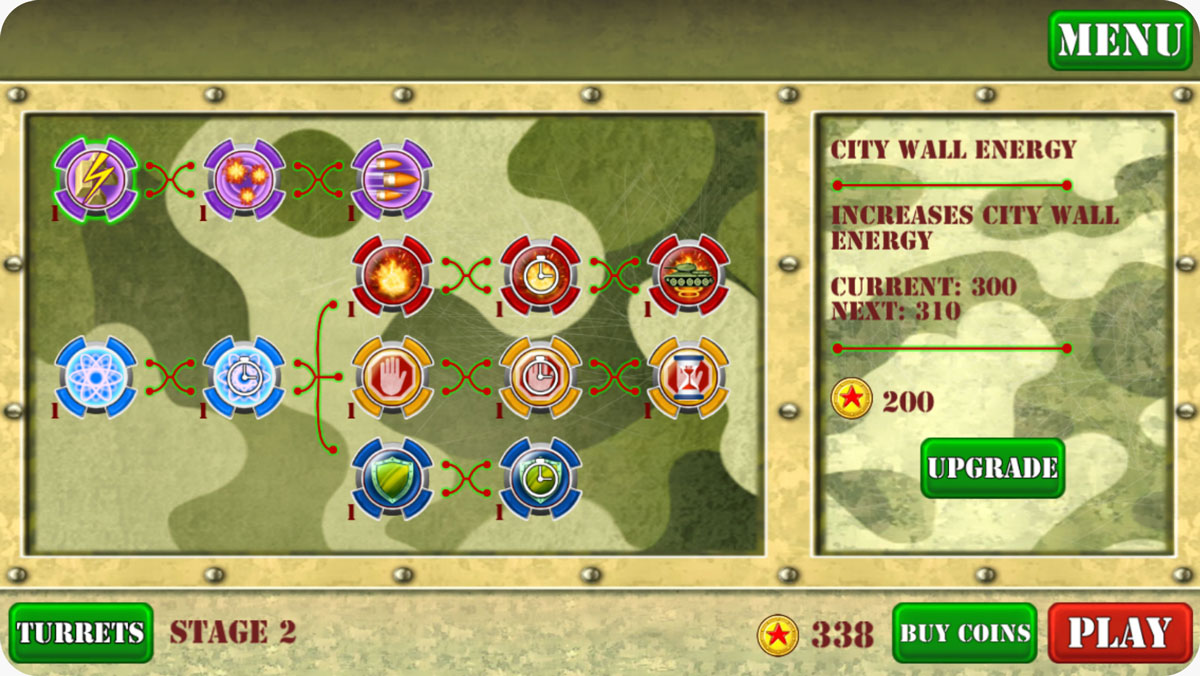 MENU
CITY WALL ENERGY
INCREASES CITY WALL
ENERGY
CURRENT: 300
NEXT: 310
200
UPGRADE
1
1
1
1
1
1
1
1
1
1
1
1
1
TURRETS
STAGE 2
338
BUY COINS
PLAY